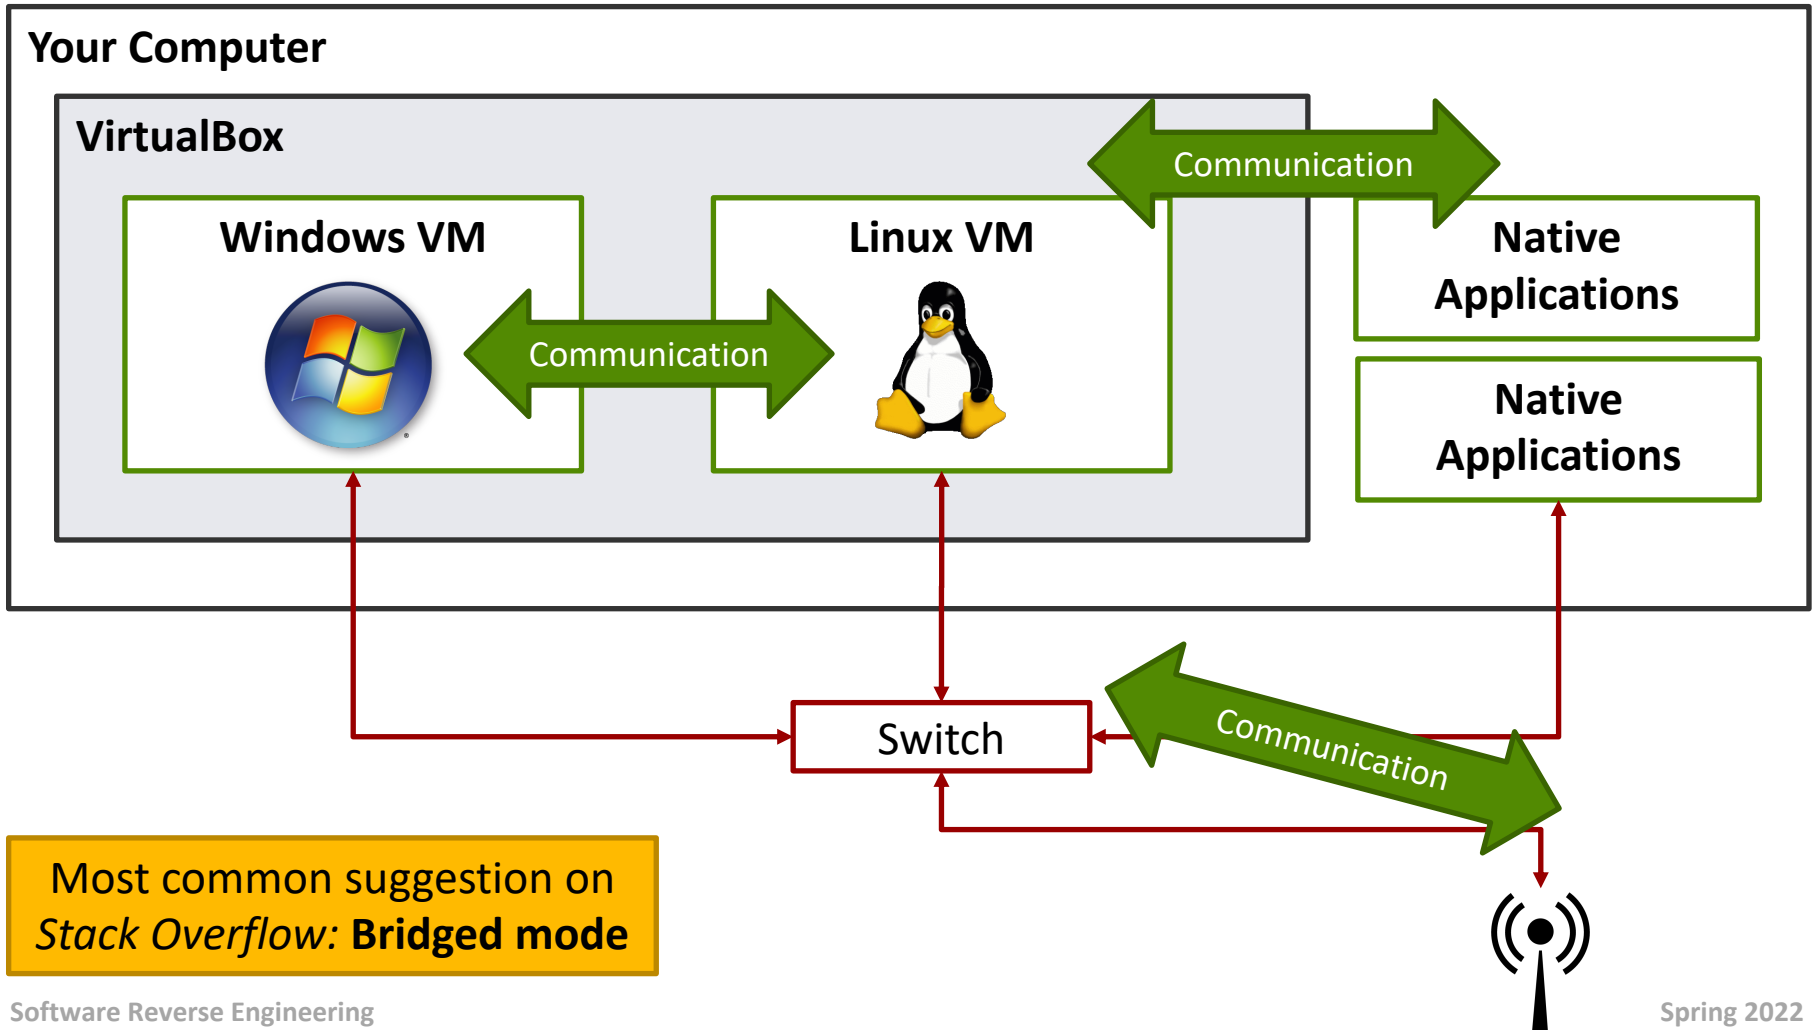 Your Computer
VirtualBox
Communication
Windows VM
Linux VM
Native
Applications
Communication
Native
Applications
Switch
Communication
Most common suggestion on
Stack Overflow: Bridged mode
Software Reverse Engineering
Spring 2022